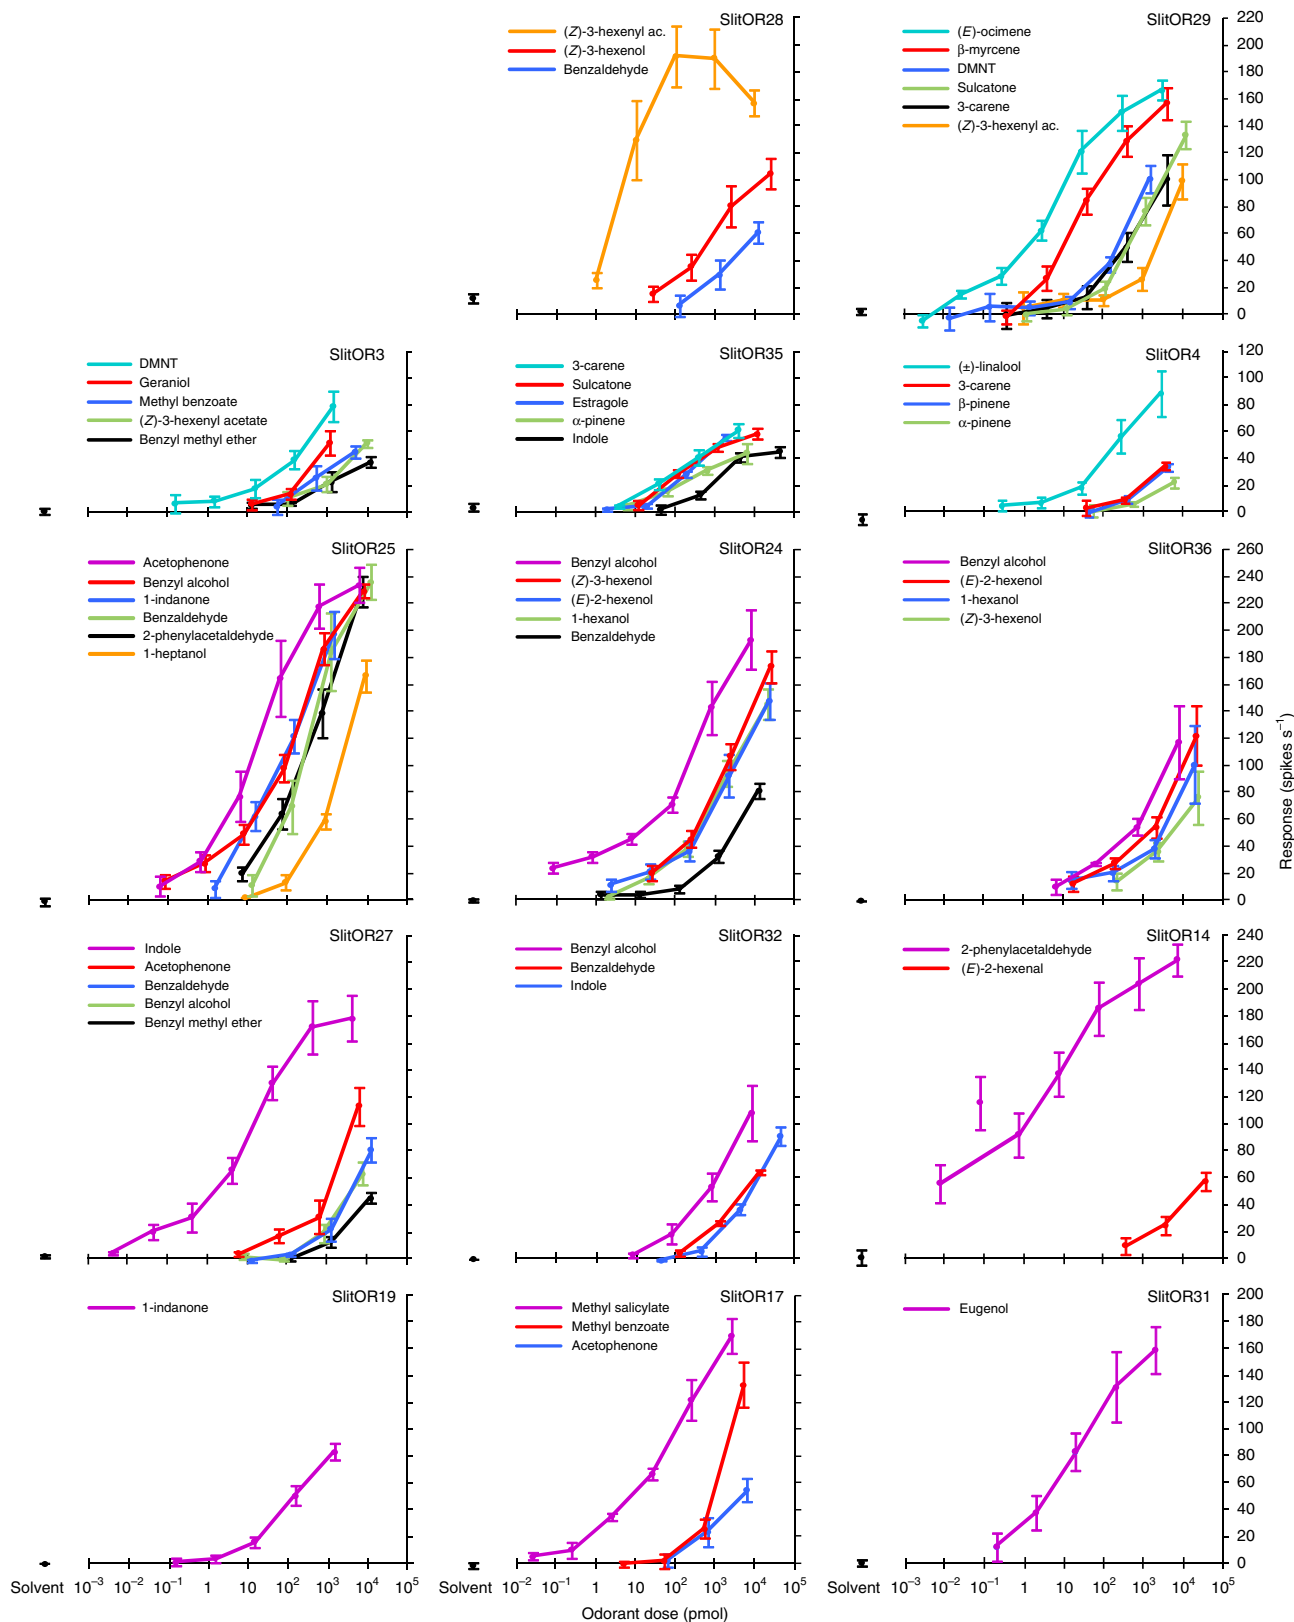 SlitOR28
(Z)-3-hexenyl ac.
(Z)-3-hexenol
Benzaldehyde
SlitOR29
(E)-ocimene
β-myrcene
DMNT
Sulcatone
3-carene
(Z)-3-hexenyl ac.
220
200
180
160
140
120
100
80
60
40
20
0
SlitOR3
DMNT
Geraniol
Methyl benzoate
(Z)-3-hexenyl acetate
Benzyl methyl ether
SlitOR35
3-carene
Sulcatone
Estragole
α-pinene
Indole
SlitOR4
(±)-linalool
3-carene
β-pinene
α-pinene
120
100
80
60
40
20
0
SlitOR25
Acetophenone
Benzyl alcohol
1-indanone
Benzaldehyde
2-phenylacetaldehyde
1-heptanol
SlitOR24
Benzyl alcohol
(Z)-3-hexenol
(E)-2-hexenol
1-hexanol
Benzaldehyde
SlitOR36
Benzyl alcohol
(E)-2-hexenol
1-hexanol
(Z)-3-hexenol
260
240
220
200
180
160
140
120
100
80
60
40
20
0
Response (spikes s⁻¹)
SlitOR27
Indole
Acetophenone
Benzaldehyde
Benzyl alcohol
Benzyl methyl ether
SlitOR32
Benzyl alcohol
Benzaldehyde
Indole
SlitOR14
2-phenylacetaldehyde
(E)-2-hexenal
240
220
200
180
160
140
120
100
80
60
40
20
0
SlitOR19
1-indanone
SlitOR17
Methyl salicylate
Methyl benzoate
Acetophenone
SlitOR31
Eugenol
200
180
160
140
120
100
80
60
40
20
0
Solvent 10⁻³ 10⁻² 10⁻¹ 1 10 10² 10³ 10⁴ 10⁵
Solvent 10⁻² 10⁻¹ 1 10 10² 10³ 10⁴ 10⁵
Solvent 10⁻³ 10⁻² 10⁻¹ 1 10 10² 10³ 10⁴ 10⁵
Odorant dose (pmol)